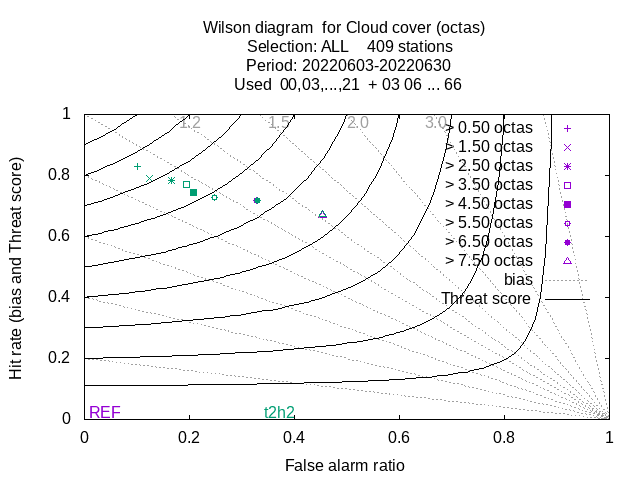 Wilson diagram  for Cloud cover (octas)
Selection: ALL    409 stations
Period: 20220603-20220630
Used  00,03,...,21  + 03 06 ... 66
Hit rate (bias and Threat score)
1
0.8
0.6
0.4
0.2
0
1.2
1.5
2.0
3.0
> 0.50 octas
> 1.50 octas
> 2.50 octas
> 3.50 octas
> 4.50 octas
> 5.50 octas
> 6.50 octas
> 7.50 octas
bias
Threat score
REF
t2h2
0
0.2
0.4
0.6
0.8
1
False alarm ratio